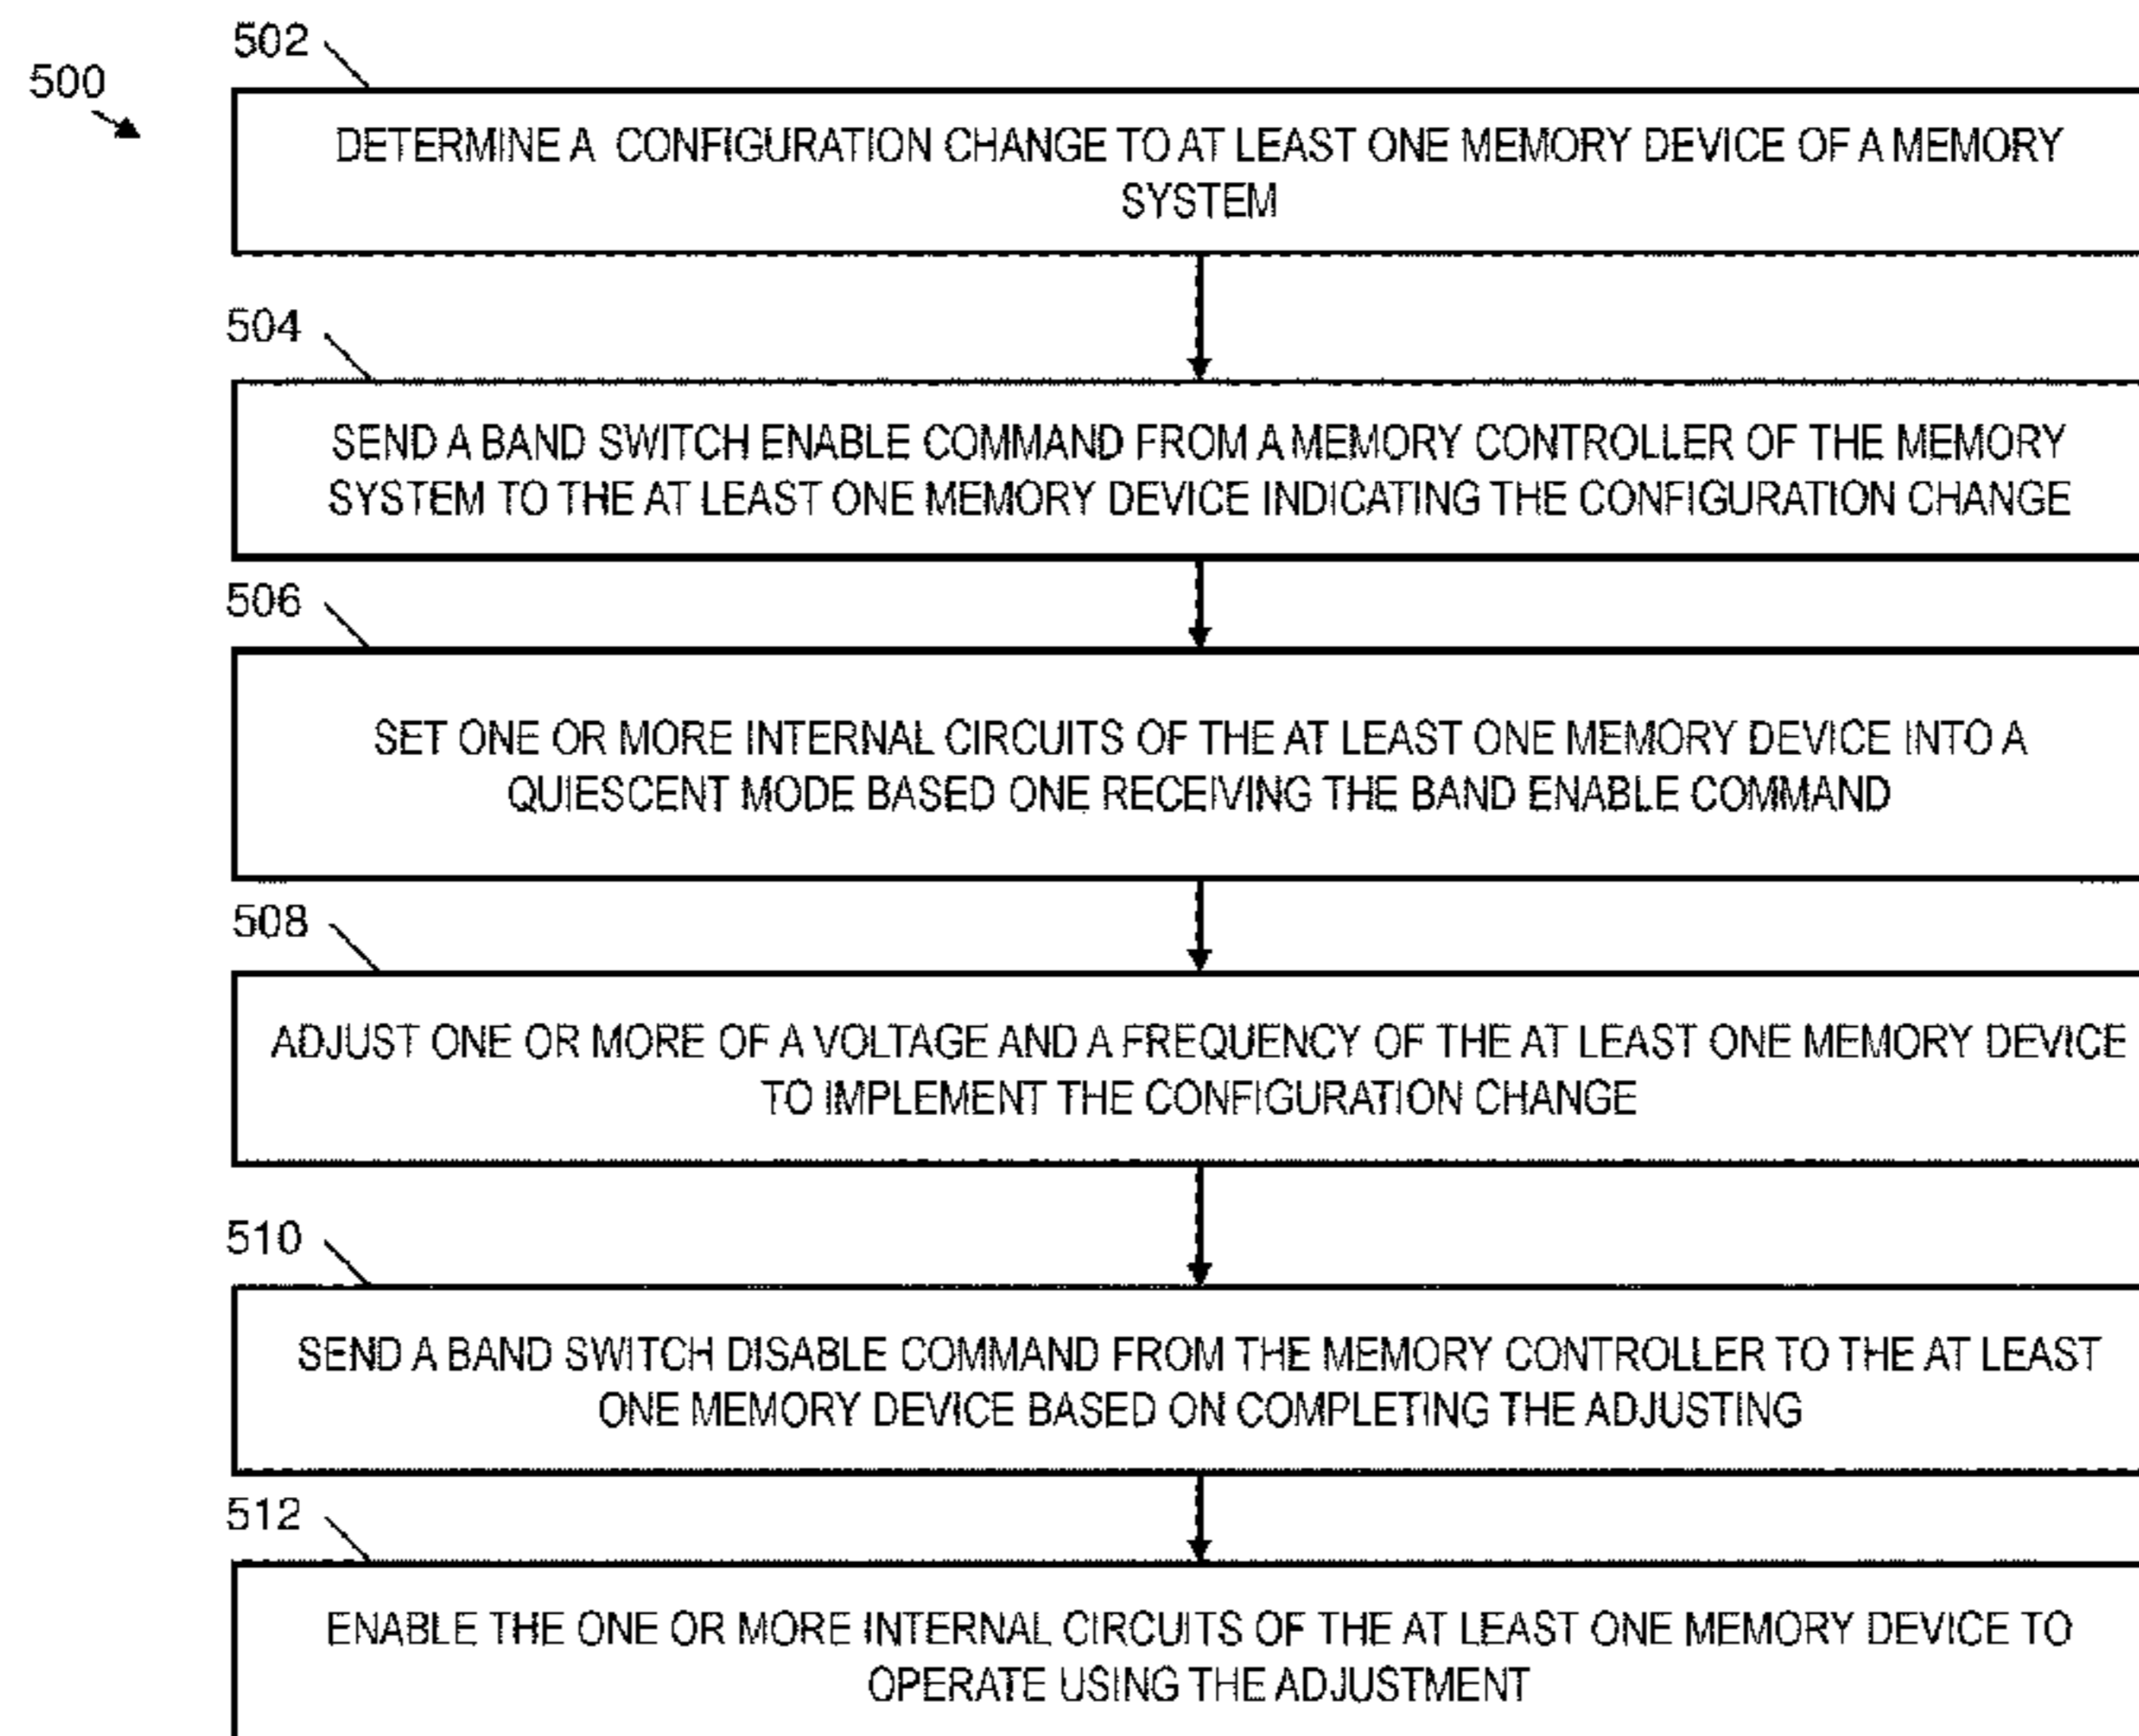 502
500
DETERMINE A CONFIGURATION CHANGE TO AT LEAST ONE MEMORY DEVICE OF A MEMORY
SYSTEM
504
SEND A BAND SWITCH ENABLE COMMAND FROM A MEMORY CONTROLLER OF THE MEMORY
SYSTEM TO THE AT LEAST ONE MEMORY DEVICE INDICATING THE CONFIGURATION CHANGE
506
SET ONE OR MORE INTERNAL CIRCUITS OF THE AT LEAST ONE MEMORY DEVICE INTO A
QUIESCENT MODE BASED ONE RECEIVING THE BAND ENABLE COMMAND
508
ADJUST ONE OR MORE OF A VOLTAGE AND A FREQUENCY OF THE AT LEAST ONE MEMORY DEVICE
TO IMPLEMENT THE CONFIGURATION CHANGE
510
SEND A BAND SWITCH DISABLE COMMAND FROM THE MEMORY CONTROLLER TO THE AT LEAST
ONE MEMORY DEVICE BASED ON COMPLETING THE ADJUSTING
512
ENABLE THE ONE OR MORE INTERNAL CIRCUITS OF THE AT LEAST ONE MEMORY DEVICE TO
OPERATE USING THE ADJUSTMENT